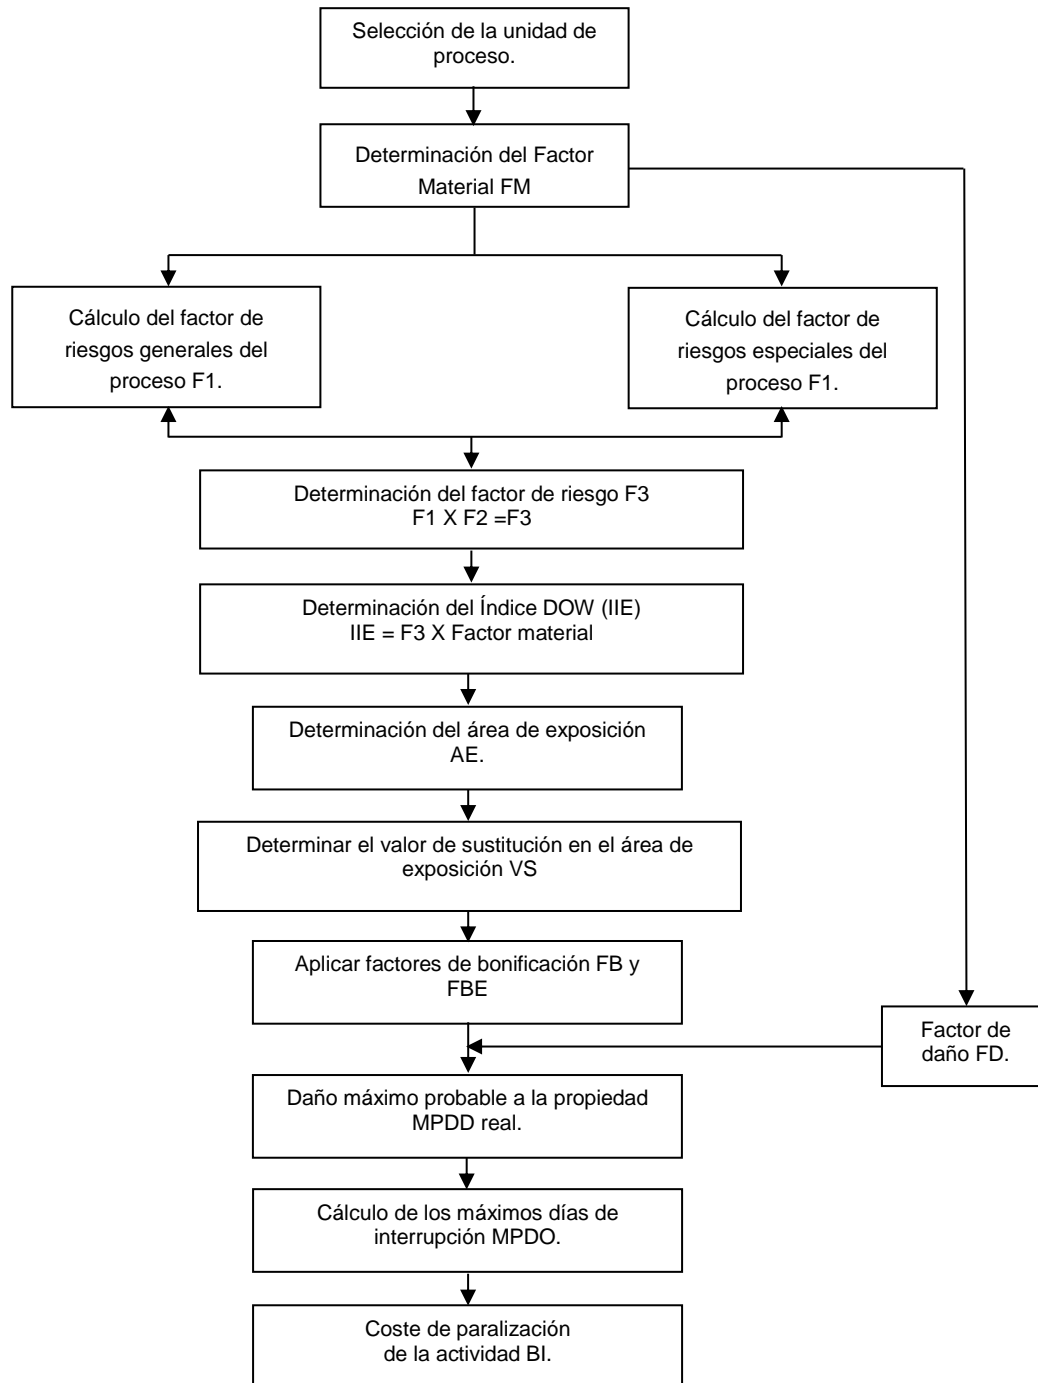 Selección de la unidad de
proceso.
Determinación del Factor
Material FM
Cálculo del factor de
riesgos generales del
proceso F1.
Cálculo del factor de
riesgos especiales del
proceso F1.
Determinación del factor de riesgo F3
F1 X F2 =F3
Determinación del Índice DOW (IIE)
IIE = F3 X Factor material
Determinación del área de exposición
AE.
Determinar el valor de sustitución en el área de
exposición VS
Aplicar factores de bonificación FB y
FBE
Factor de
daño FD.
Daño máximo probable a la propiedad
MPDD real.
Cálculo de los máximos días de
interrupción MPDO.
Coste de paralización
de la actividad BI.